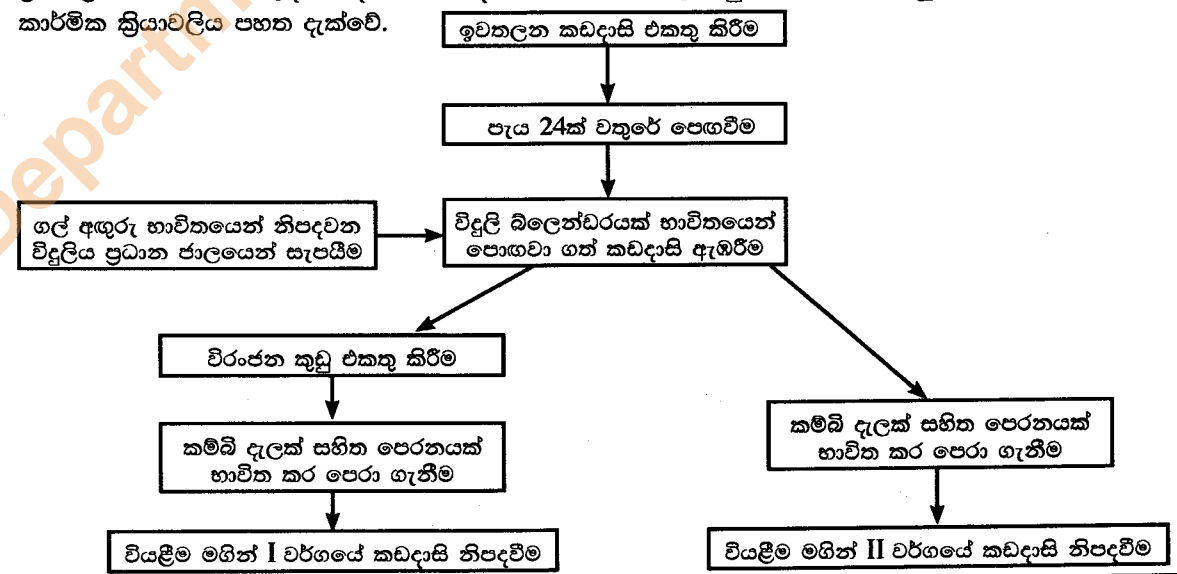 කාර්මික ක්‍රියාවලිය පහත දැක්වේ.
ඉවතලන කඩදාසි එකතු කිරීම
පැය 24ක් වතුරේ පෙඟවීම
ගල් අඟුරු භාවිතයෙන් නිපදවන
විදුලිය ප්‍රධාන ජාලයෙන් සැපයීම
විදුලි බ්ලෙන්ඩරයක් භාවිතයෙන්
පොඟවා ගත් කඩදාසි ඇඹරීම
විරංජන කුඩු එකතු කිරීම
කම්බි දැලක් සහිත පෙරනයක්
භාවිත කර පෙරා ගැනීම
කම්බි දැලක් සහිත පෙරනයක්
භාවිත කර පෙරා ගැනීම
වියළීම මගින් I වර්ගයේ කඩදාසි නිපදවීම
වියළීම මගින් II වර්ගයේ කඩදාසි නිපදවීම
Departm